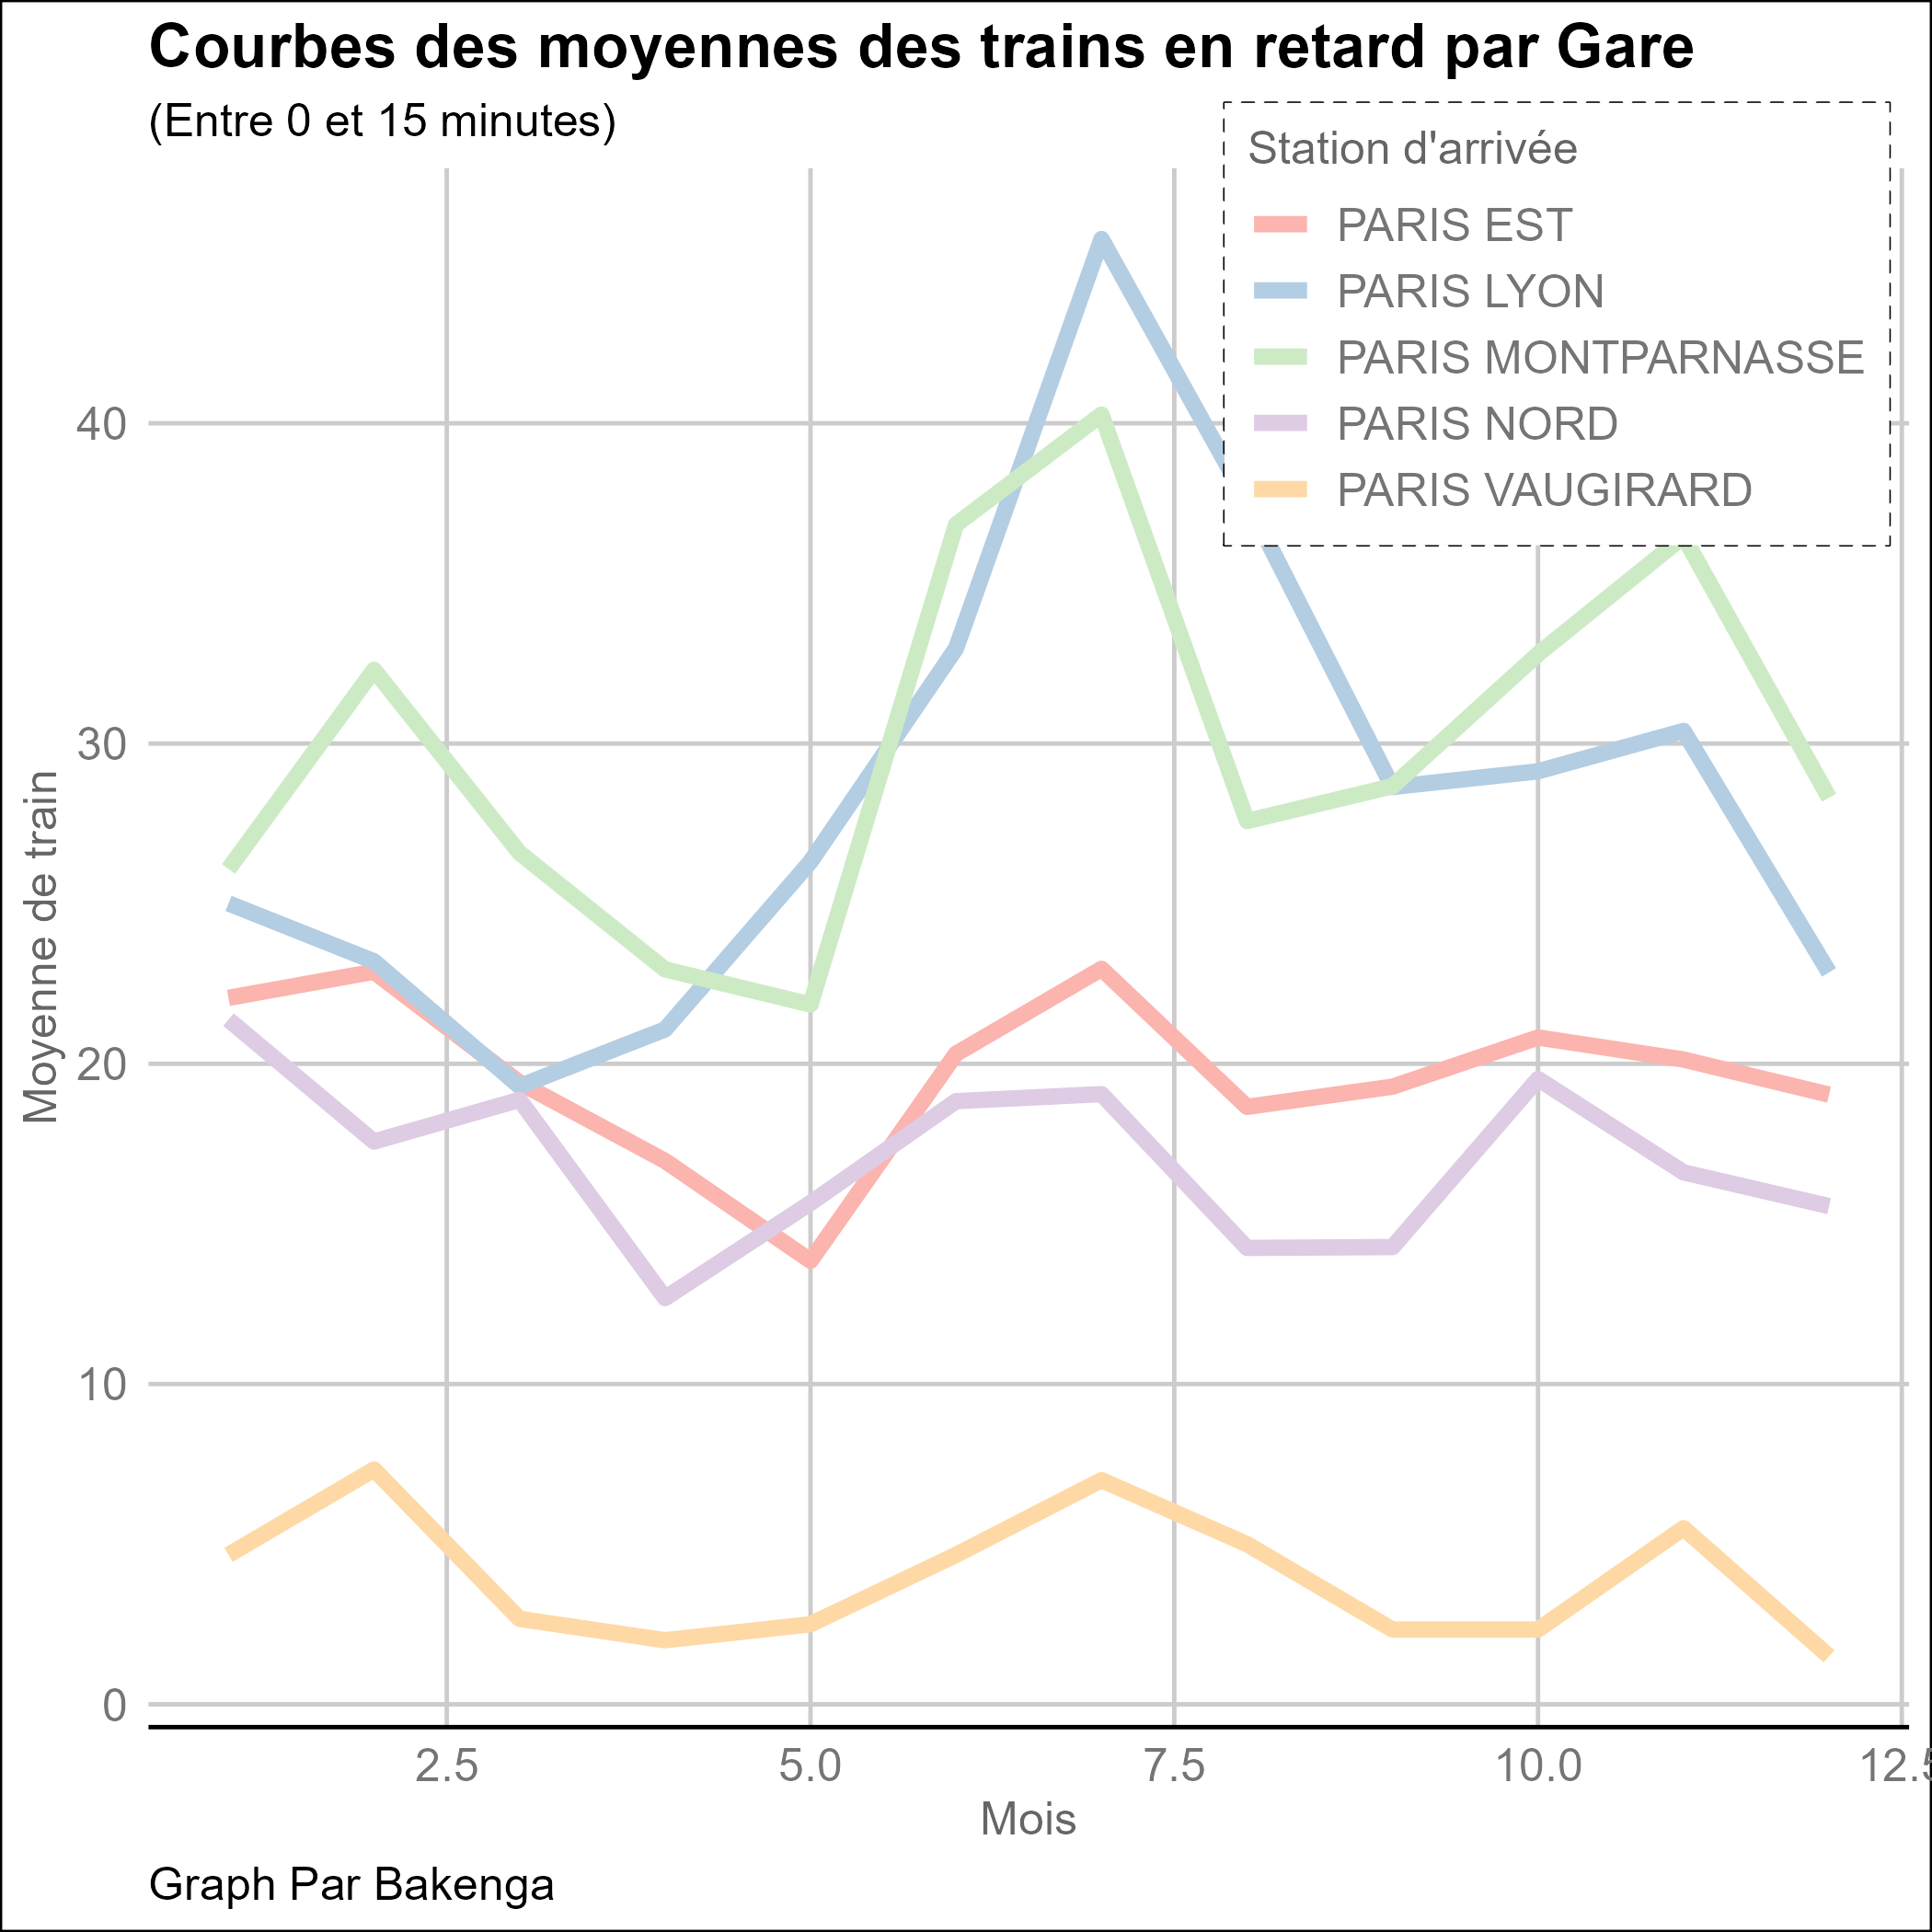 Courbes des moyennes des trains en retard par Gare
(Entre 0 et 15 minutes)
Station d'arrivée
PARIS EST
PARIS LYON
PARIS MONTPARNASSE
PARIS NORD
PARIS VAUGIRARD
Moyenne de train
40
30
20
10
0
2.5 5.0 7.5 10.0 12.5
Mois
Graph Par Bakenga